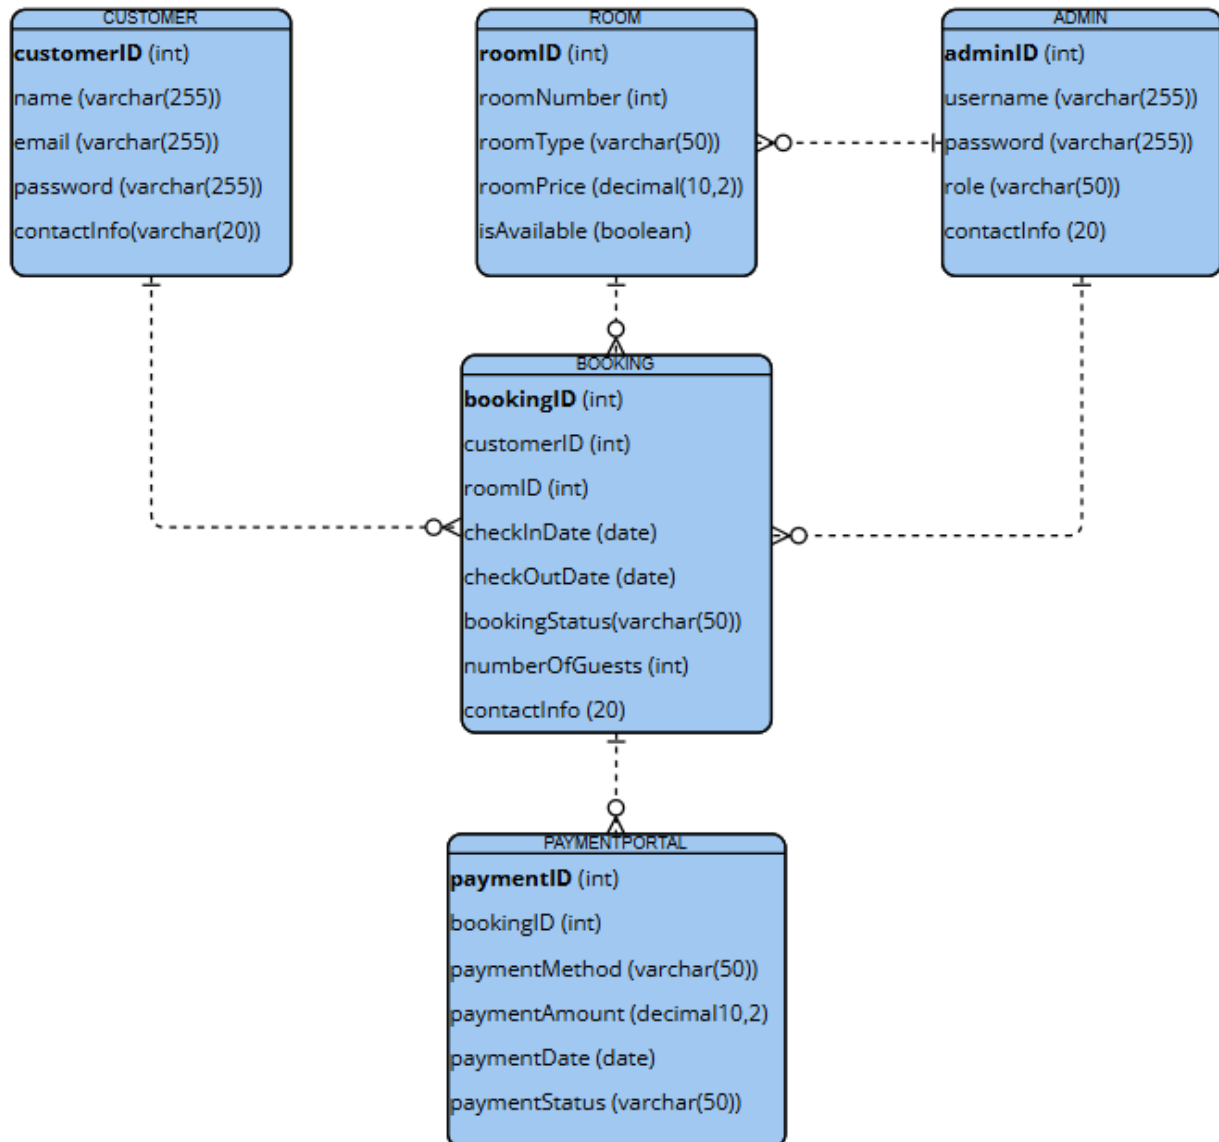 CUSTOMER
customerID (int)
name (varchar(255))
email (varchar(255))
password (varchar(255))
contactInfo(varchar(20))
ROOM
roomID (int)
roomNumber (int)
roomType (varchar(50))
roomPrice (decimal(10,2))
isAvailable (boolean)
ADMIN
adminID (int)
username (varchar(255))
password (varchar(255))
role (varchar(50))
contactInfo (20)
BOOKING
bookingID (int)
customerID (int)
roomID (int)
checkInDate (date)
checkOutDate (date)
bookingStatus(varchar(50))
numberOfGuests (int)
contactInfo (20)
PAYMENTPORTAL
paymentID (int)
bookingID (int)
paymentMethod (varchar(50))
paymentAmount (decimal10,2)
paymentDate (date)
paymentStatus (varchar(50))